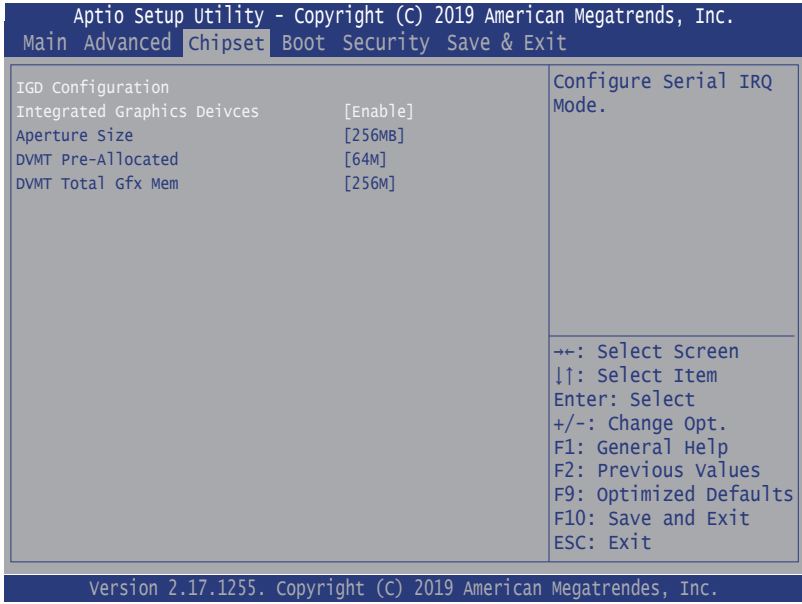 Aptio Setup Utility - Copyright (C) 2019 American Megatrends, Inc.
Main Advanced Chipset Boot Security Save & Exit
IGD Configuration
Integrated Graphics Deivces [Enable]
Aperture Size [256MB]
DVMT Pre-Allocated [64M]
DVMT Total Gfx Mem [256M]
Configure Serial IRQ
Mode.
→←: Select Screen
↓↑: Select Item
Enter: Select
+/-: Change Opt.
F1: General Help
F2: Previous Values
F9: Optimized Defaults
F10: Save and Exit
ESC: Exit
Version 2.17.1255. Copyright (C) 2019 American Megatrendes, Inc.